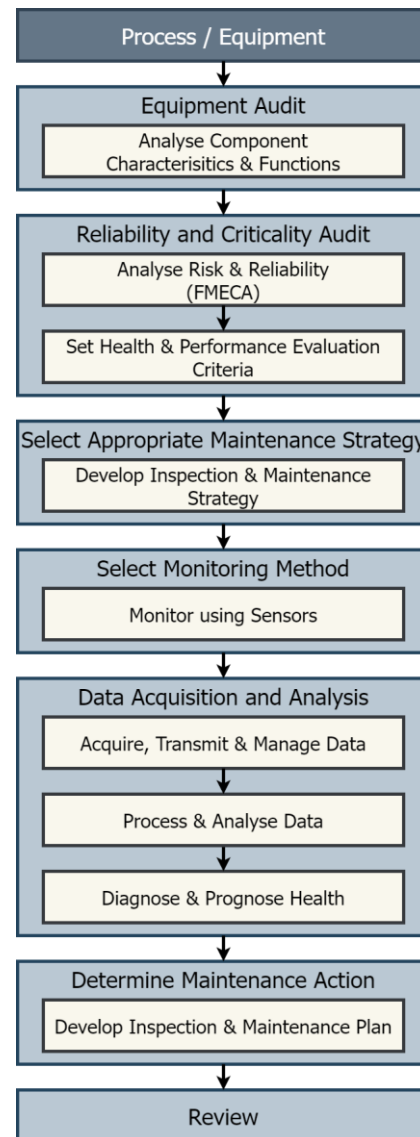 Process / Equipment
Equipment Audit
Analyse Component
Characterisitics & Functions
Reliability and Criticality Audit
Analyse Risk & Reliability
(FMECA)
Set Health & Performance Evaluation
Criteria
Select Appropriate Maintenance Strategy
Develop Inspection & Maintenance
Strategy
Select Monitoring Method
Monitor using Sensors
Data Acquisition and Analysis
Acquire, Transmit & Manage Data
Process & Analyse Data
Diagnose & Prognose Health
Determine Maintenance Action
Develop Inspection & Maintenance Plan
Review